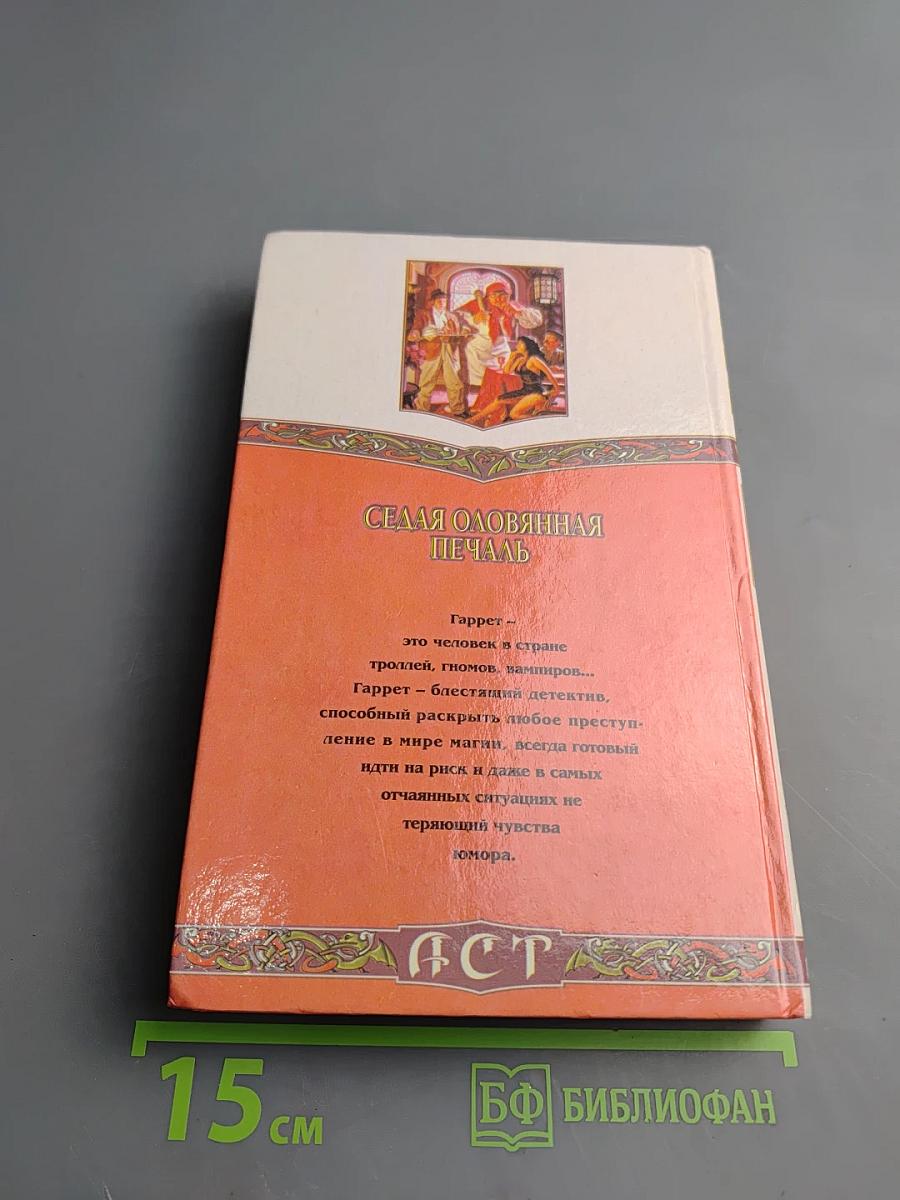 СЕДАЯ ОЛОВЯННАЯ
ПЕЧАЛЬ
Гаррет –
это человек в стране
троллей, гномов, вампиров...
Гаррет – блестящий детектив,
способный раскрыть любое преступ-
ление в мире магии, всегда готовый
идти на риск и даже в самых
отчаянных ситуациях не
теряющий чувства
юмора.
АСТ
15 см
БФ БИБЛИОФАН